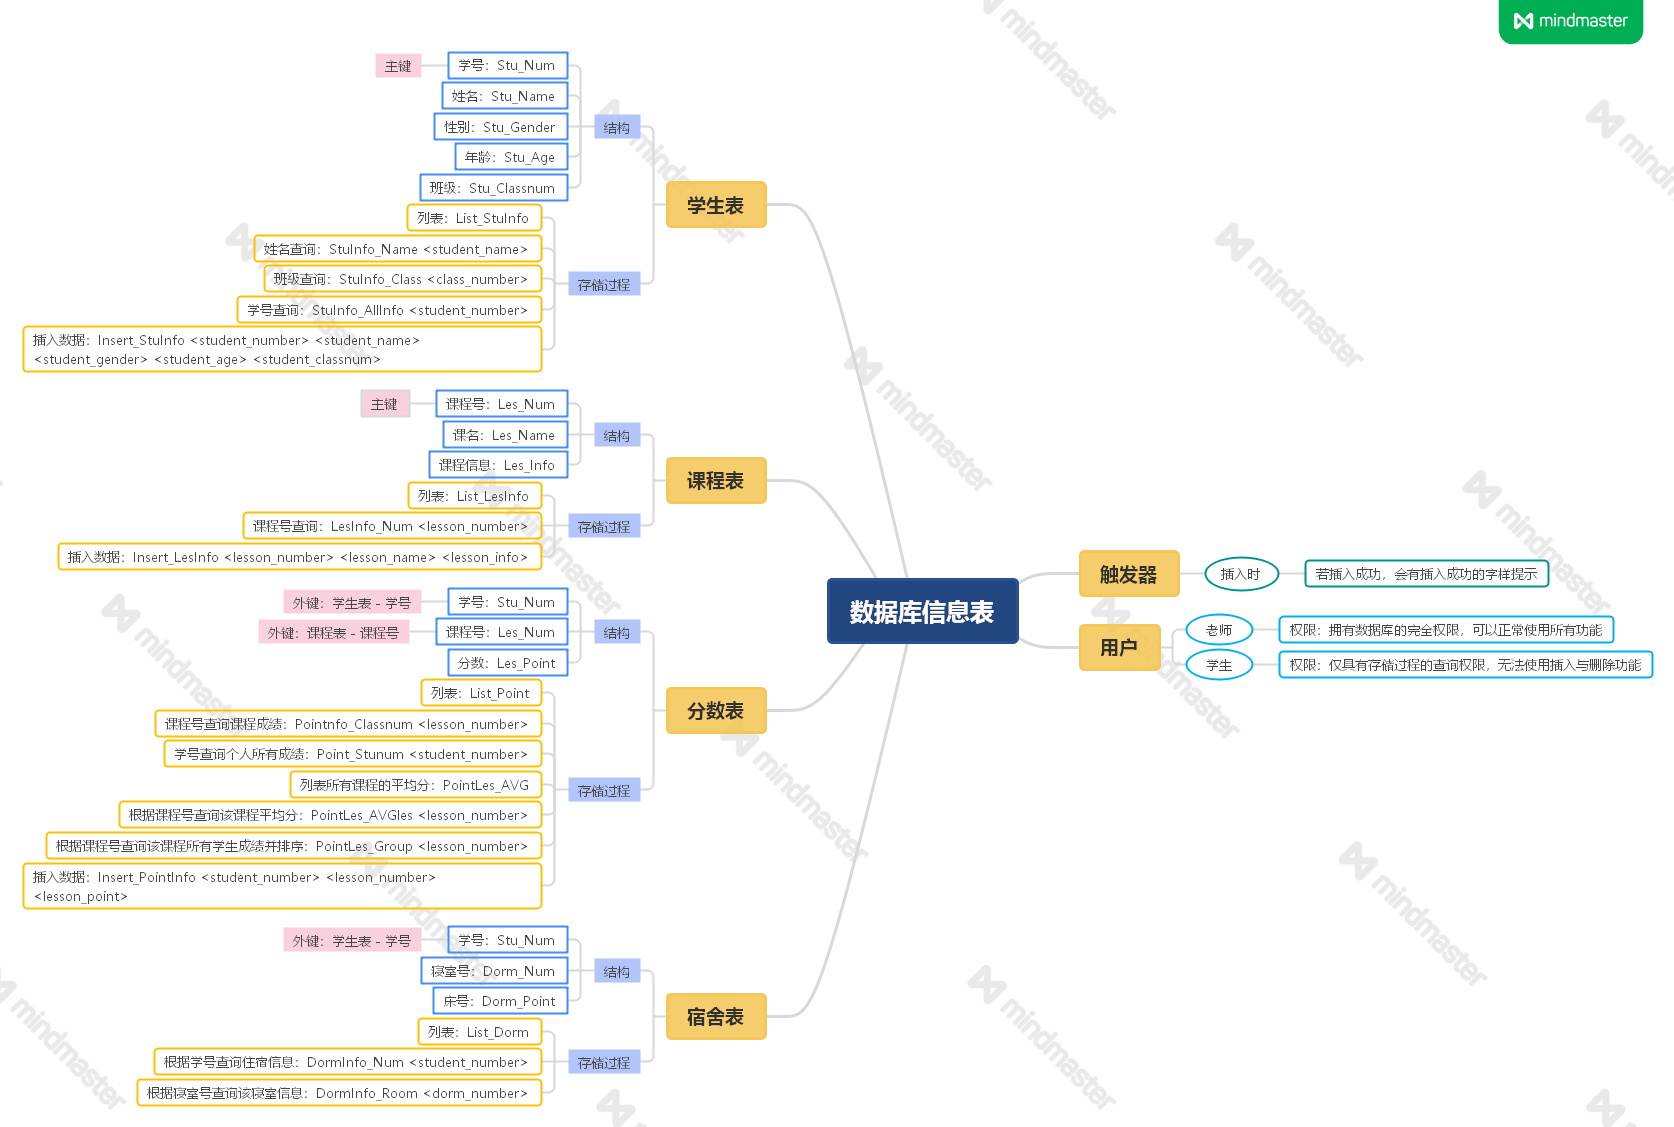 mindmaster
数据库信息表
学生表
结构
主键
学号：Stu_Num
姓名：Stu_Name
性别：Stu_Gender
年龄：Stu_Age
班级：Stu_Classnum
存储过程
列表：List_StuInfo
姓名查询：StuInfo_Name <student_name>
班级查询：StuInfo_Class <class_number>
学号查询：StuInfo_AllInfo <student_number>
插入数据：Insert_StuInfo <student_number> <student_name>
<student_gender> <student_age> <student_classnum>
课程表
结构
主键
课程号：Les_Num
课名：Les_Name
课程信息：Les_Info
存储过程
列表：List_LesInfo
课程号查询：LesInfo_Num <lesson_number>
插入数据：Insert_LesInfo <lesson_number> <lesson_name> <lesson_info>
分数表
结构
外键：学生表 - 学号
学号：Stu_Num
外键：课程表 - 课程号
课程号：Les_Num
分数：Les_Point
存储过程
列表：List_Point
课程号查询课程成绩：Pointnfo_Classnum <lesson_number>
学号查询个人所有成绩：Point_Stunum <student_number>
列表所有课程的平均分：PointLes_AVG
根据课程号查询该课程平均分：PointLes_AVGles <lesson_number>
根据课程号查询该课程所有学生成绩并排序：PointLes_Group <lesson_number>
插入数据：Insert_PointInfo <student_number> <lesson_number>
<lesson_point>
宿舍表
结构
外键：学生表 - 学号
学号：Stu_Num
寝室号：Dorm_Num
床号：Dorm_Point
存储过程
列表：List_Dorm
根据学号查询住宿信息：DormInfo_Num <student_number>
根据寝室号查询该寝室信息：DormInfo_Room <dorm_number>
触发器
插入时
若插入成功，会有插入成功的字样提示
用户
老师
权限：拥有数据库的完全权限，可以正常使用所有功能
学生
权限：仅具有存储过程的查询权限，无法使用插入与删除功能